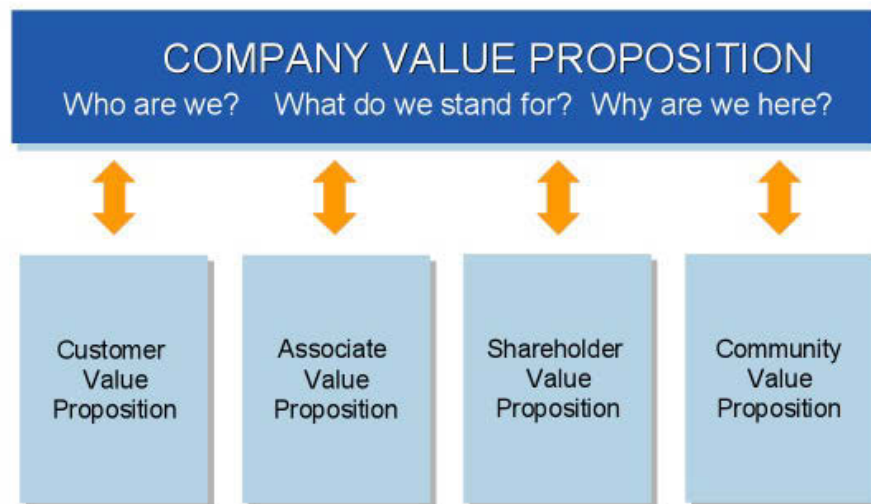 COMPANY VALUE PROPOSITION
Who are we? What do we stand for? Why are we here?
Customer
Value
Proposition
Associate
Value
Proposition
Shareholder
Value
Proposition
Community
Value
Proposition